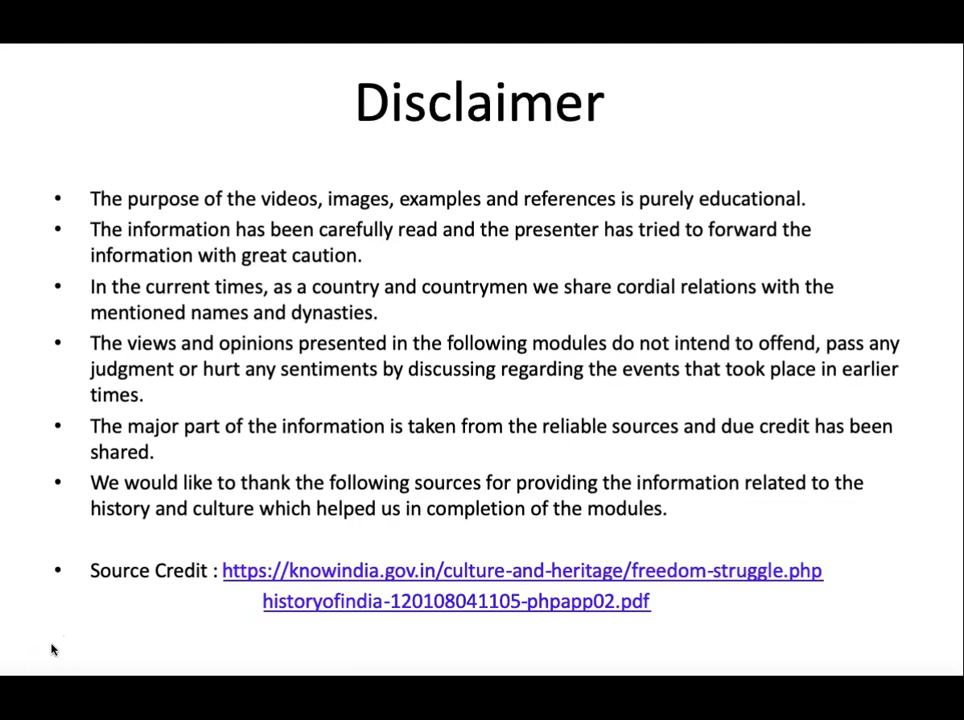 Disclaimer
• The purpose of the videos, images, examples and references is purely educational.
• The information has been carefully read and the presenter has tried to forward the
information with great caution.
• In the current times, as a country and countrymen we share cordial relations with the
mentioned names and dynasties.
• The views and opinions presented in the following modules do not intend to offend, pass any
judgment or hurt any sentiments by discussing regarding the events that took place in earlier
times.
• The major part of the information is taken from the reliable sources and due credit has been
shared.
• We would like to thank the following sources for providing the information related to the
history and culture which helped us in completion of the modules.
• Source Credit : https://knowindia.gov.in/culture-and-heritage/freedom-struggle.php
historyofindia-120108041105-phpapp02.pdf